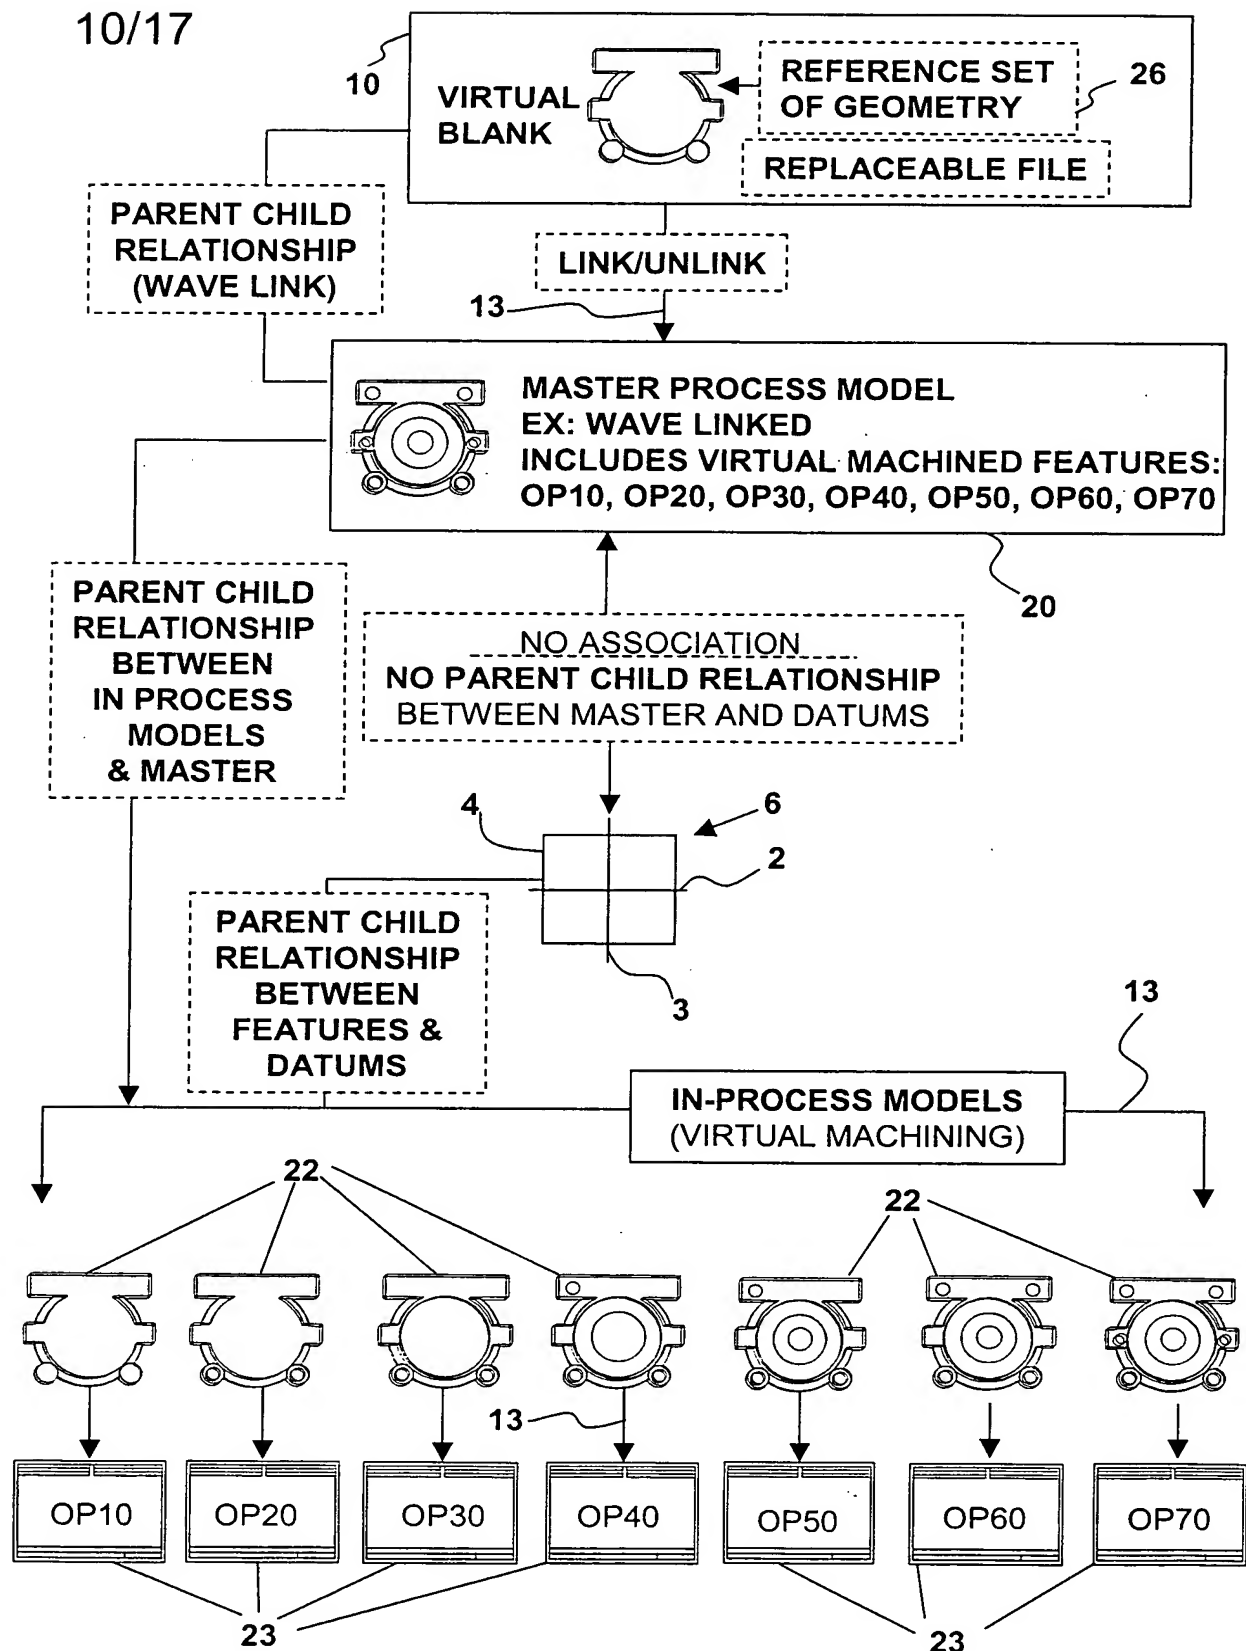 10/17
10
VIRTUAL
BLANK
REFERENCE SET
OF GEOMETRY
26
REPLACEABLE FILE
PARENT CHILD
RELATIONSHIP
(WAVE LINK)
LINK/UNLINK
13
MASTER PROCESS MODEL
EX: WAVE LINKED
INCLUDES VIRTUAL MACHINED FEATURES:
OP10, OP20, OP30, OP40, OP50, OP60, OP70
20
PARENT CHILD
RELATIONSHIP
BETWEEN
IN PROCESS
MODELS
& MASTER
NO ASSOCIATION
NO PARENT CHILD RELATIONSHIP
BETWEEN MASTER AND DATUMS
4
6
2
3
PARENT CHILD
RELATIONSHIP
BETWEEN
FEATURES &
DATUMS
13
IN-PROCESS MODELS
(VIRTUAL MACHINING)
22
22
13
OP10
OP20
OP30
OP40
OP50
OP60
OP70
23
23